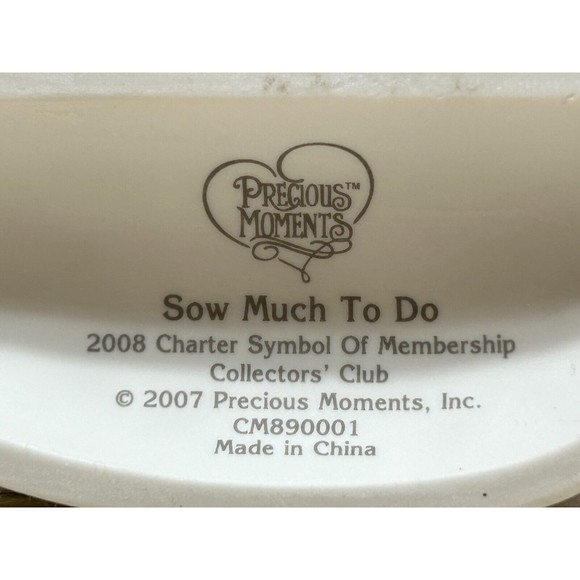 PRECIOUS™
MOMENTS
Sow Much To Do
2008 Charter Symbol Of Membership
Collectors' Club
© 2007 Precious Moments, Inc.
CM890001
Made in China